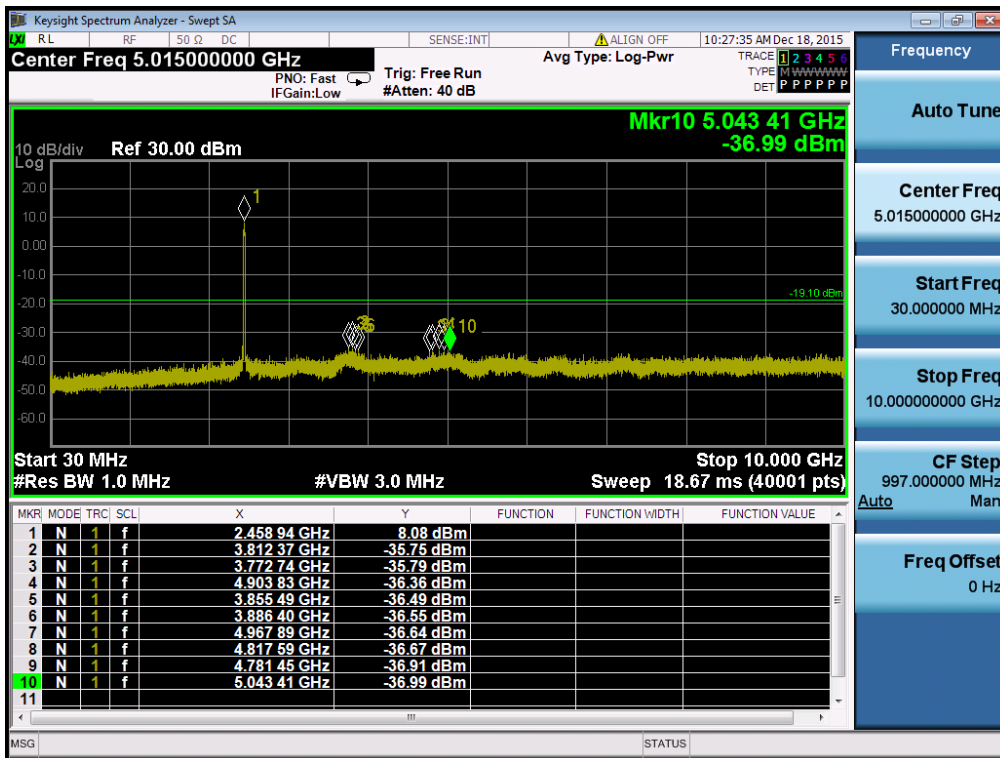 Keysight Spectrum Analyzer - Swept SA
LXI RL RF 50 Ω DC SENSE:INT ALIGN OFF 10:27:35 AM Dec 18, 2015
Center Freq 5.015000000 GHz
PNO: Fast
IFGain:Low
Trig: Free Run
#Atten: 40 dB
Avg Type: Log-Pwr
TRACE 1 2 3 4 5 6
TYPE M WWWWW
DET P P P P P P
Mkr10 5.043 41 GHz
-36.99 dBm
10 dB/div Ref 30.00 dBm
Log
20.0
10.0
0.00
-10.0
-20.0
-30.0
-40.0
-50.0
-60.0
1
-19.10 dBm
10
Start 30 MHz
Stop 10.000 GHz
#Res BW 1.0 MHz #VBW 3.0 MHz Sweep 18.67 ms (40001 pts)
MKR MODE TRC SCL X Y FUNCTION FUNCTION WIDTH FUNCTION VALUE
1 N 1 f 2.458 94 GHz 8.08 dBm
2 N 1 f 3.812 37 GHz -35.75 dBm
3 N 1 f 3.772 74 GHz -35.79 dBm
4 N 1 f 4.903 83 GHz -36.36 dBm
5 N 1 f 3.855 49 GHz -36.49 dBm
6 N 1 f 3.886 40 GHz -36.55 dBm
7 N 1 f 4.967 89 GHz -36.64 dBm
8 N 1 f 4.817 59 GHz -36.67 dBm
9 N 1 f 4.781 45 GHz -36.91 dBm
10 N 1 f 5.043 41 GHz -36.99 dBm
11
MSG STATUS
Frequency
Auto Tune
Center Freq
5.015000000 GHz
Start Freq
30.000000 MHz
Stop Freq
10.000000000 GHz
CF Step
997.000000 MHz
Auto Man
Freq Offset
0 Hz